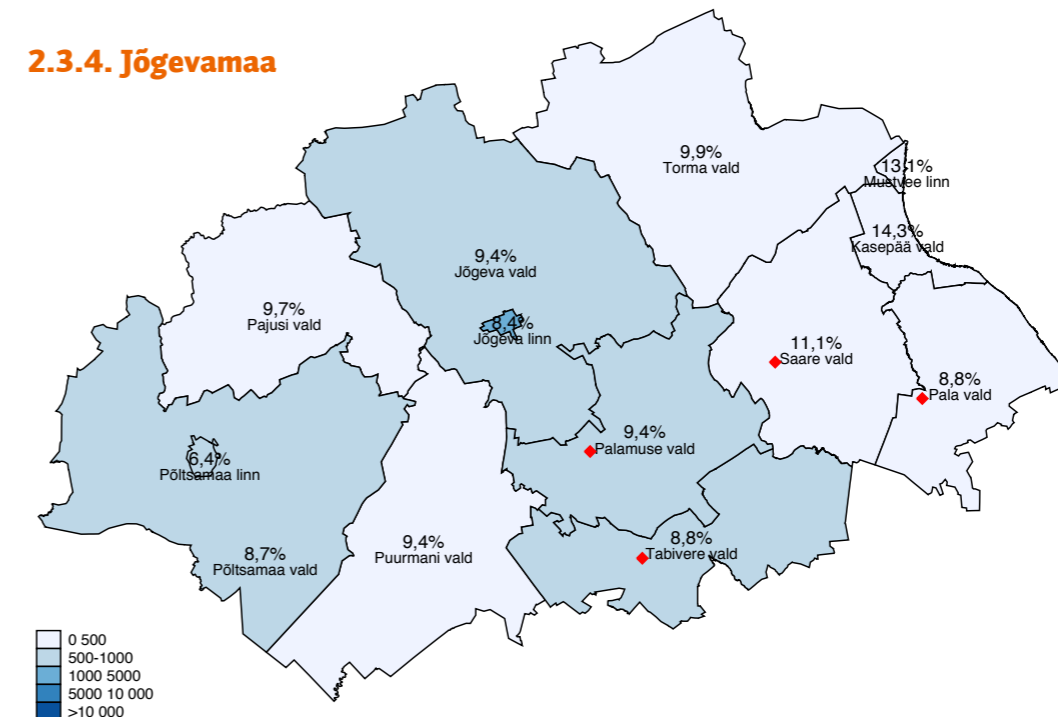 2.3.4. Jõgevamaa
9,9%
Torma vald
13,1%
Mustvee linn
14,3%
Kasepää vald
9,4%
Jõgeva vald
9,7%
Pajusi vald
8,4%
Jõgeva linn
11,1%
Saare vald
8,8%
Pala vald
9,4%
Palamuse vald
6,4%
Põltsamaa linn
8,7%
Põltsamaa vald
9,4%
Puurmani vald
8,8%
Tabivere vald
0 500
500-1000
1000 5000
5000 10 000
>10 000